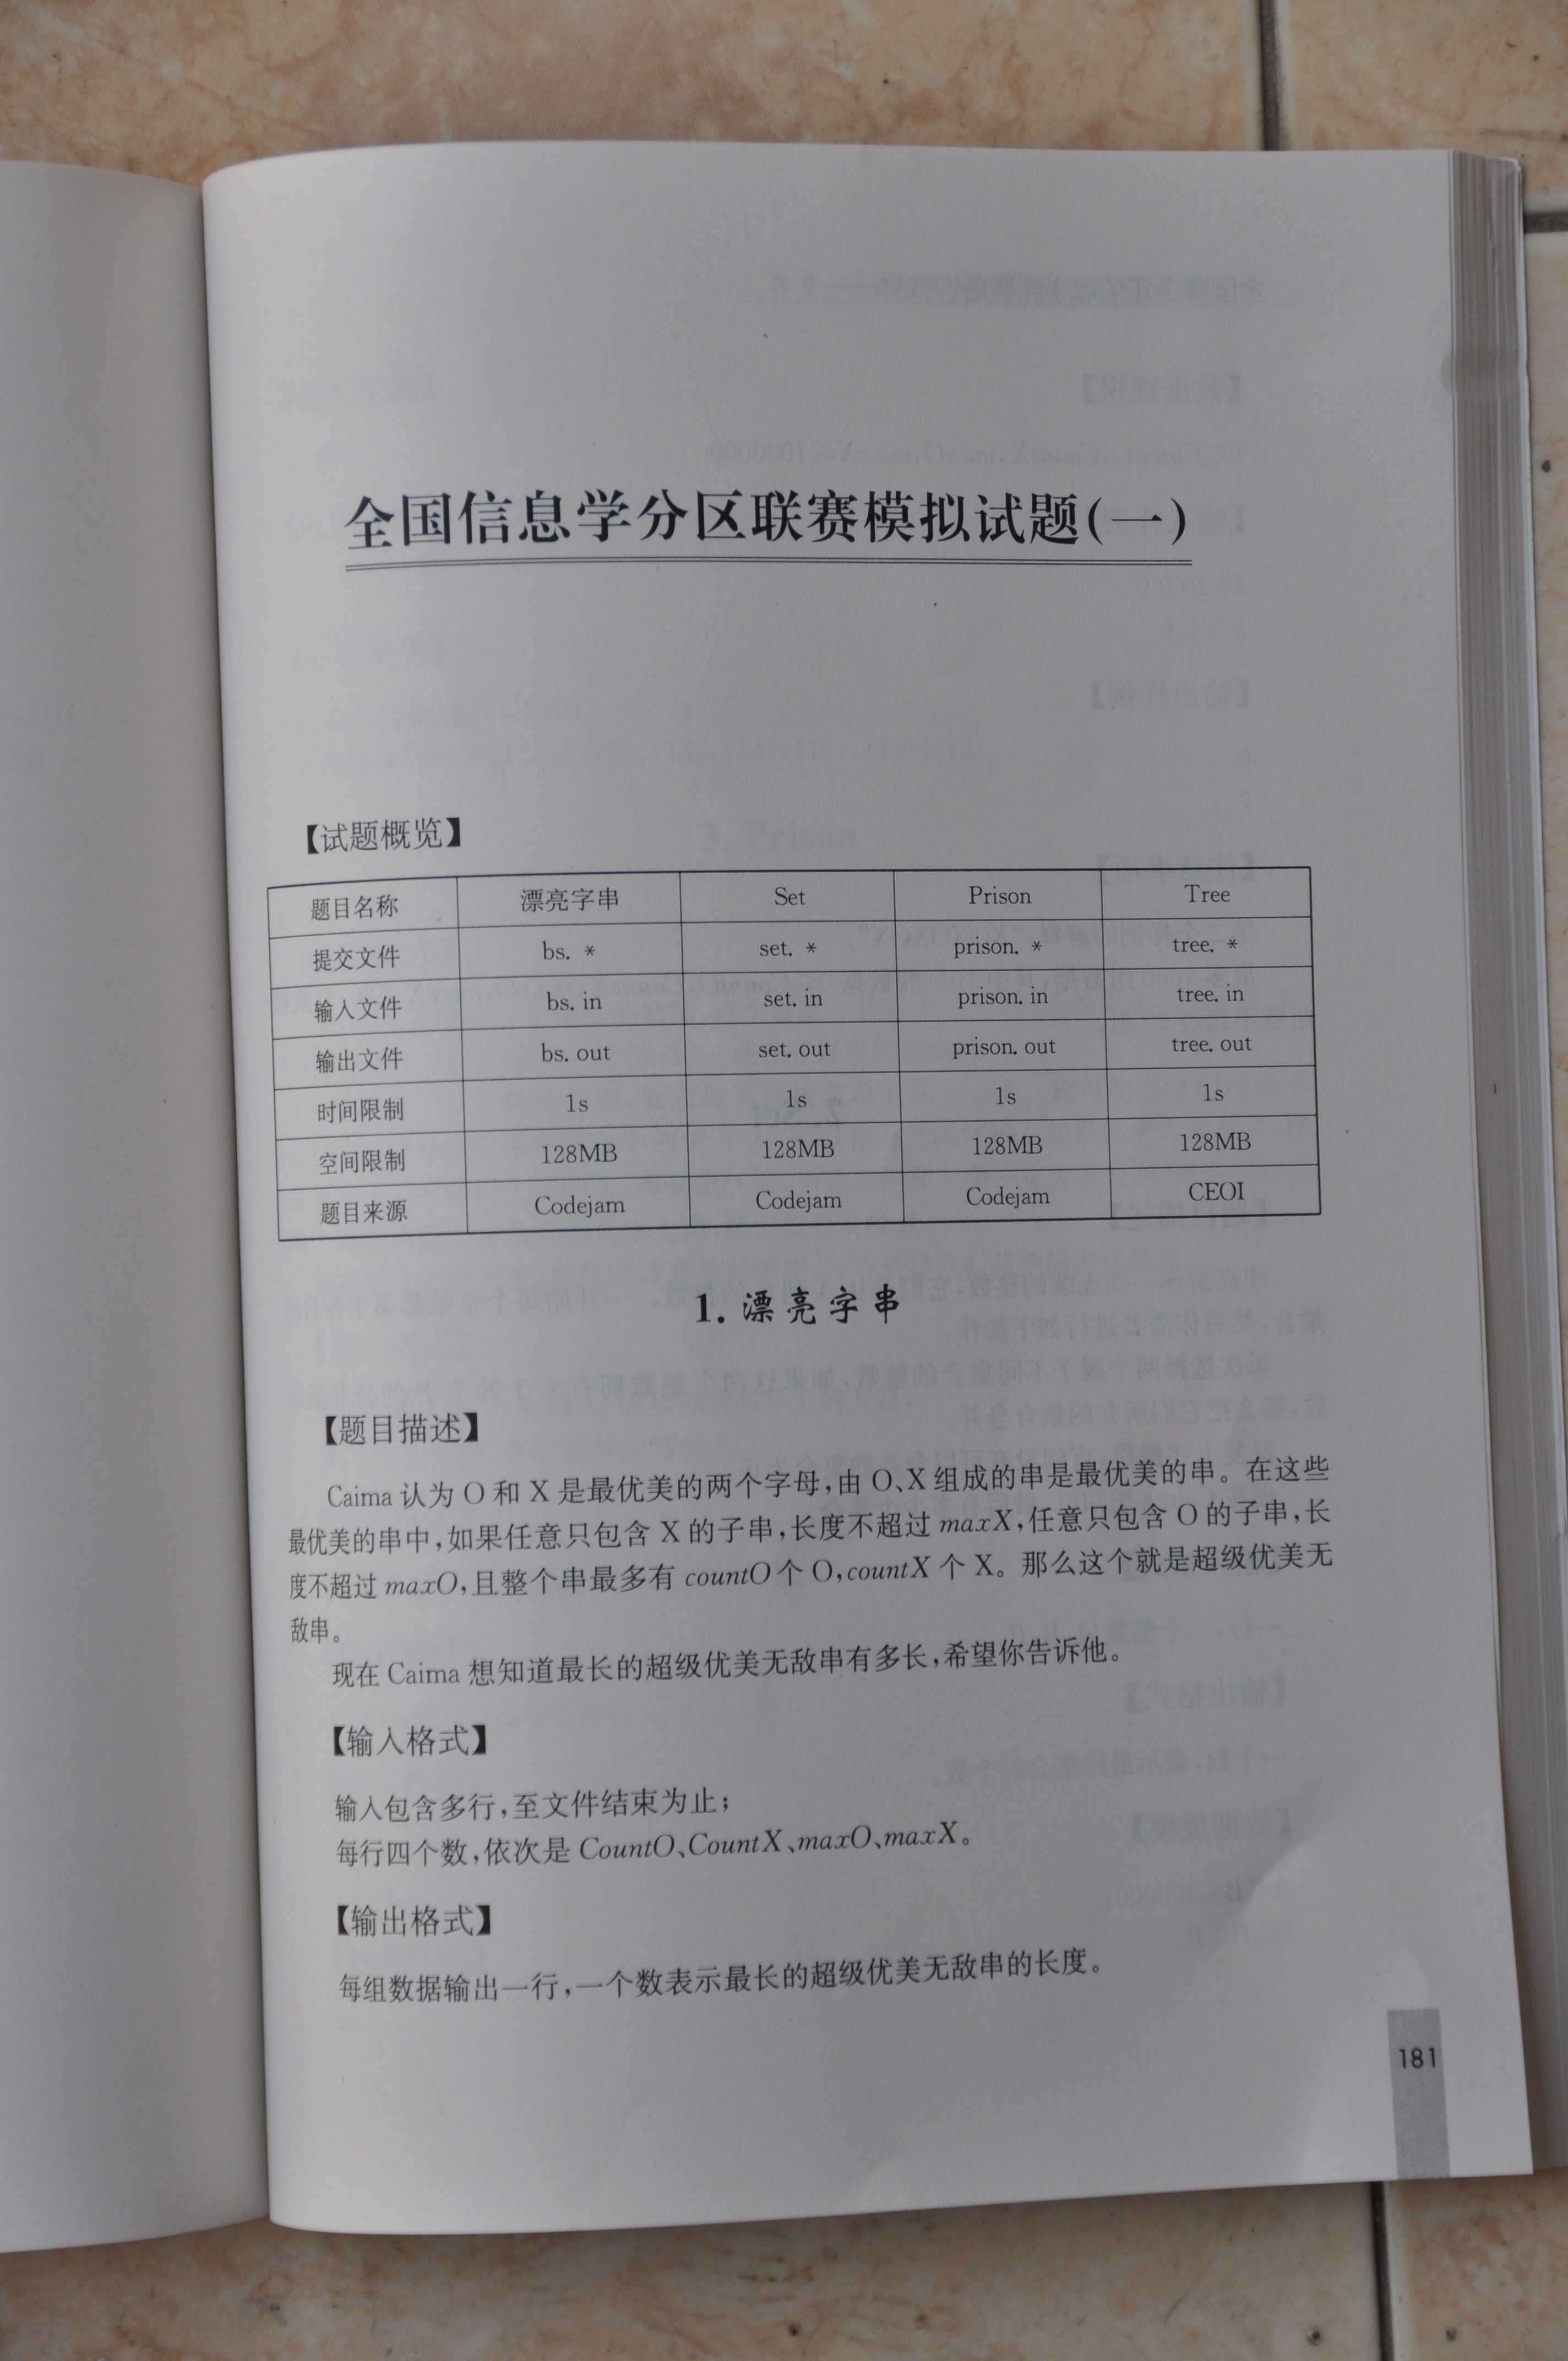 全国信息学分区联赛模拟试题(一)
【试题概览】
题目名称 漂亮字串 Set Prison Tree
提交文件 bs. * set. * prison. * tree. *
输入文件 bs. in set. in prison. in tree. in
输出文件 bs. out set. out prison. out tree. out
时间限制 1s 1s 1s 1s
空间限制 128MB 128MB 128MB 128MB
题目来源 Codejam Codejam Codejam CEOI
1. 漂亮字串
【题目描述】
Caima 认为 O 和 X 是最优美的两个字母,由 O、X 组成的串是最优美的串。在这些
最优美的串中,如果任意只包含 X 的子串,长度不超过 maxX,任意只包含 O 的子串,长
度不超过 maxO,且整个串最多有 countO 个 O,countX 个 X。那么这个就是超级优美无
敌串。
现在 Caima 想知道最长的超级优美无敌串有多长,希望你告诉他。
【输入格式】
输入包含多行,至文件结束为止;
每行四个数,依次是 CountO、CountX、maxO、maxX。
【输出格式】
每组数据输出一行,一个数表示最长的超级优美无敌串的长度。
181